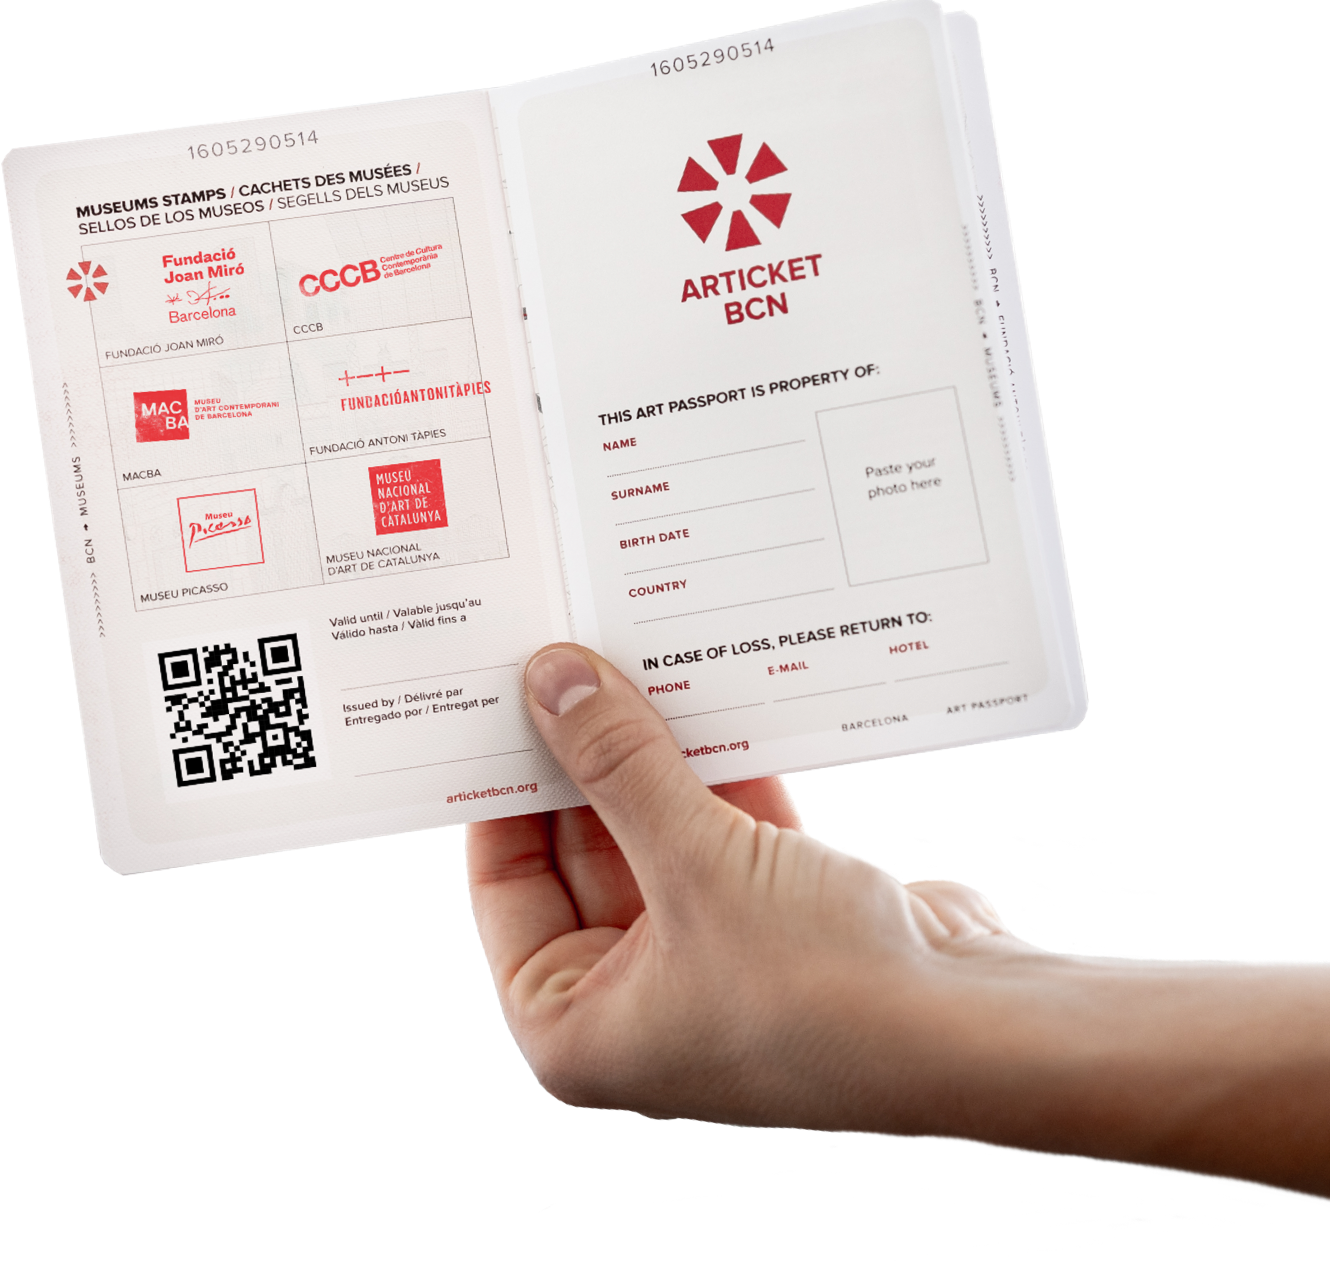 1605290514
MUSEUMS STAMPS / CACHETS DES MUSÉES /
SELLOS DE LOS MUSEOS / SEGELLS DELS MUSEUS
Fundació
Joan Miró
Barcelona
FUNDACIÓ JOAN MIRÓ
CCCB
Centre de Cultura
Contemporània
de Barcelona
CCCB
MAC
BA
MUSEU
D'ART CONTEMPORANI
DE BARCELONA
MACBA
FUNDACIÓANTONITÀPIES
FUNDACIÓ ANTONI TÀPIES
Museu
Picasso
MUSEU PICASSO
MUSEU
NACIONAL
D'ART DE
CATALUNYA
MUSEU NACIONAL
D'ART DE CATALUNYA
>>>>>>>>>> BCN → MUSEUMS >>>>>>>>>>
Valid until / Valable jusqu'au
Válido hasta / Vàlid fins a
Issued by / Délivré par
Entregado por / Entregat per
articketbcn.org
1605290514
ARTICKET
BCN
THIS ART PASSPORT IS PROPERTY OF:
NAME
SURNAME
BIRTH DATE
COUNTRY
Paste your
photo here
IN CASE OF LOSS, PLEASE RETURN TO:
PHONE
E-MAIL
HOTEL
cketbcn.org
BARCELONA
ART PASSPORT
BCN → MUSEUMS
>>>>>>>>>> BCN →